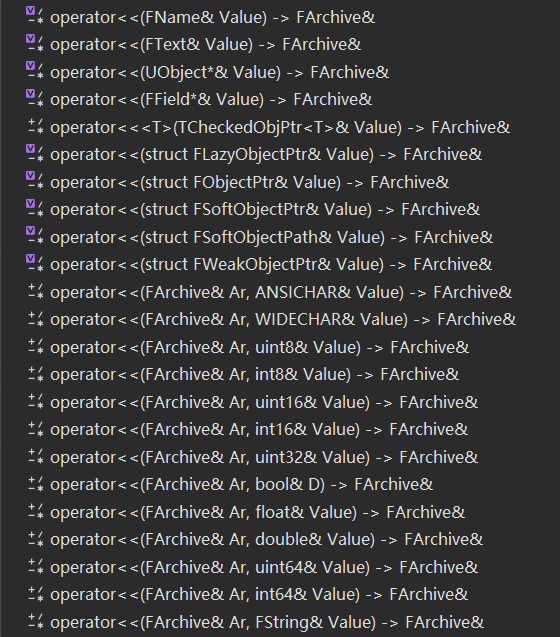 operator<<(FName& Value) -> FArchive&
operator<<(FText& Value) -> FArchive&
operator<<(UObject*& Value) -> FArchive&
operator<<(FField*& Value) -> FArchive&
operator<<<T>(TCheckedObjPtr<T>& Value) -> FArchive&
operator<<(struct FLazyObjectPtr& Value) -> FArchive&
operator<<(struct FObjectPtr& Value) -> FArchive&
operator<<(struct FSoftObjectPtr& Value) -> FArchive&
operator<<(struct FSoftObjectPath& Value) -> FArchive&
operator<<(struct FWeakObjectPtr& Value) -> FArchive&
operator<<(FArchive& Ar, ANSICHAR& Value) -> FArchive&
operator<<(FArchive& Ar, WIDECHAR& Value) -> FArchive&
operator<<(FArchive& Ar, uint8& Value) -> FArchive&
operator<<(FArchive& Ar, int8& Value) -> FArchive&
operator<<(FArchive& Ar, uint16& Value) -> FArchive&
operator<<(FArchive& Ar, int16& Value) -> FArchive&
operator<<(FArchive& Ar, uint32& Value) -> FArchive&
operator<<(FArchive& Ar, bool& D) -> FArchive&
operator<<(FArchive& Ar, float& Value) -> FArchive&
operator<<(FArchive& Ar, double& Value) -> FArchive&
operator<<(FArchive& Ar, uint64& Value) -> FArchive&
operator<<(FArchive& Ar, int64& Value) -> FArchive&
operator<<(FArchive& Ar, FString& Value) -> FArchive&